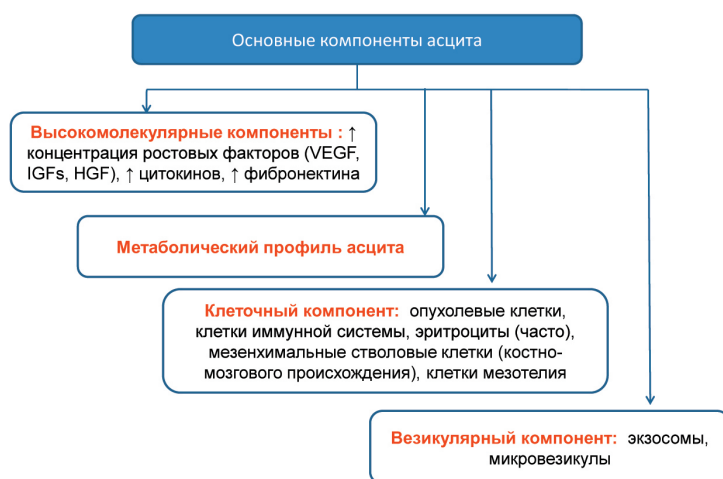 Основные компоненты асцита
Высокомолекулярные компоненты : ↑
концентрация ростовых факторов (VEGF,
IGFs, HGF), ↑ цитокинов, ↑ фибронектина
Метаболический профиль асцита
Клеточный компонент: опухолевые клетки,
клетки иммунной системы, эритроциты (часто),
мезенхимальные стволовые клетки (костно-
мозгового происхождения), клетки мезотелия
Везикулярный компонент: экзосомы,
микровезикулы